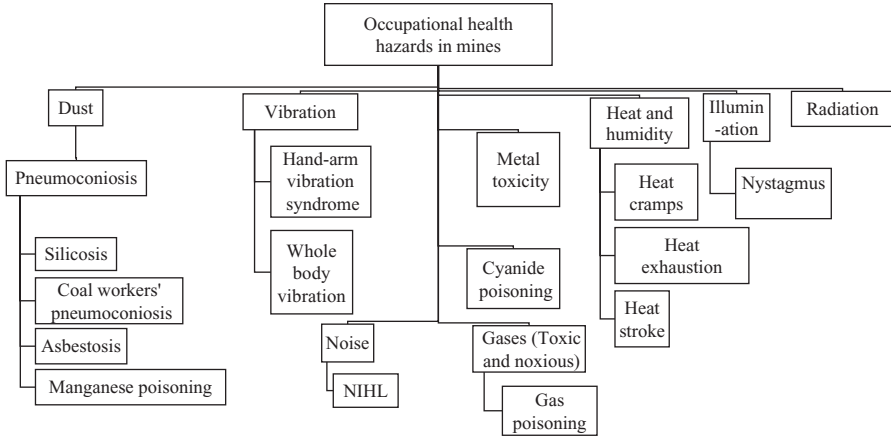 Occupational health
hazards in mines
Dust
Vibration
Heat and
humidity
Illumin
-ation
Radiation
Pneumoconiosis
Hand-arm
vibration
syndrome
Metal
toxicity
Heat
cramps
Nystagmus
Silicosis
Whole
body
vibration
Cyanide
poisoning
Heat
exhaustion
Coal workers'
pneumoconiosis
Heat
stroke
Asbestosis
Noise
Gases (Toxic
and noxious)
Manganese poisoning
NIHL
Gas
poisoning